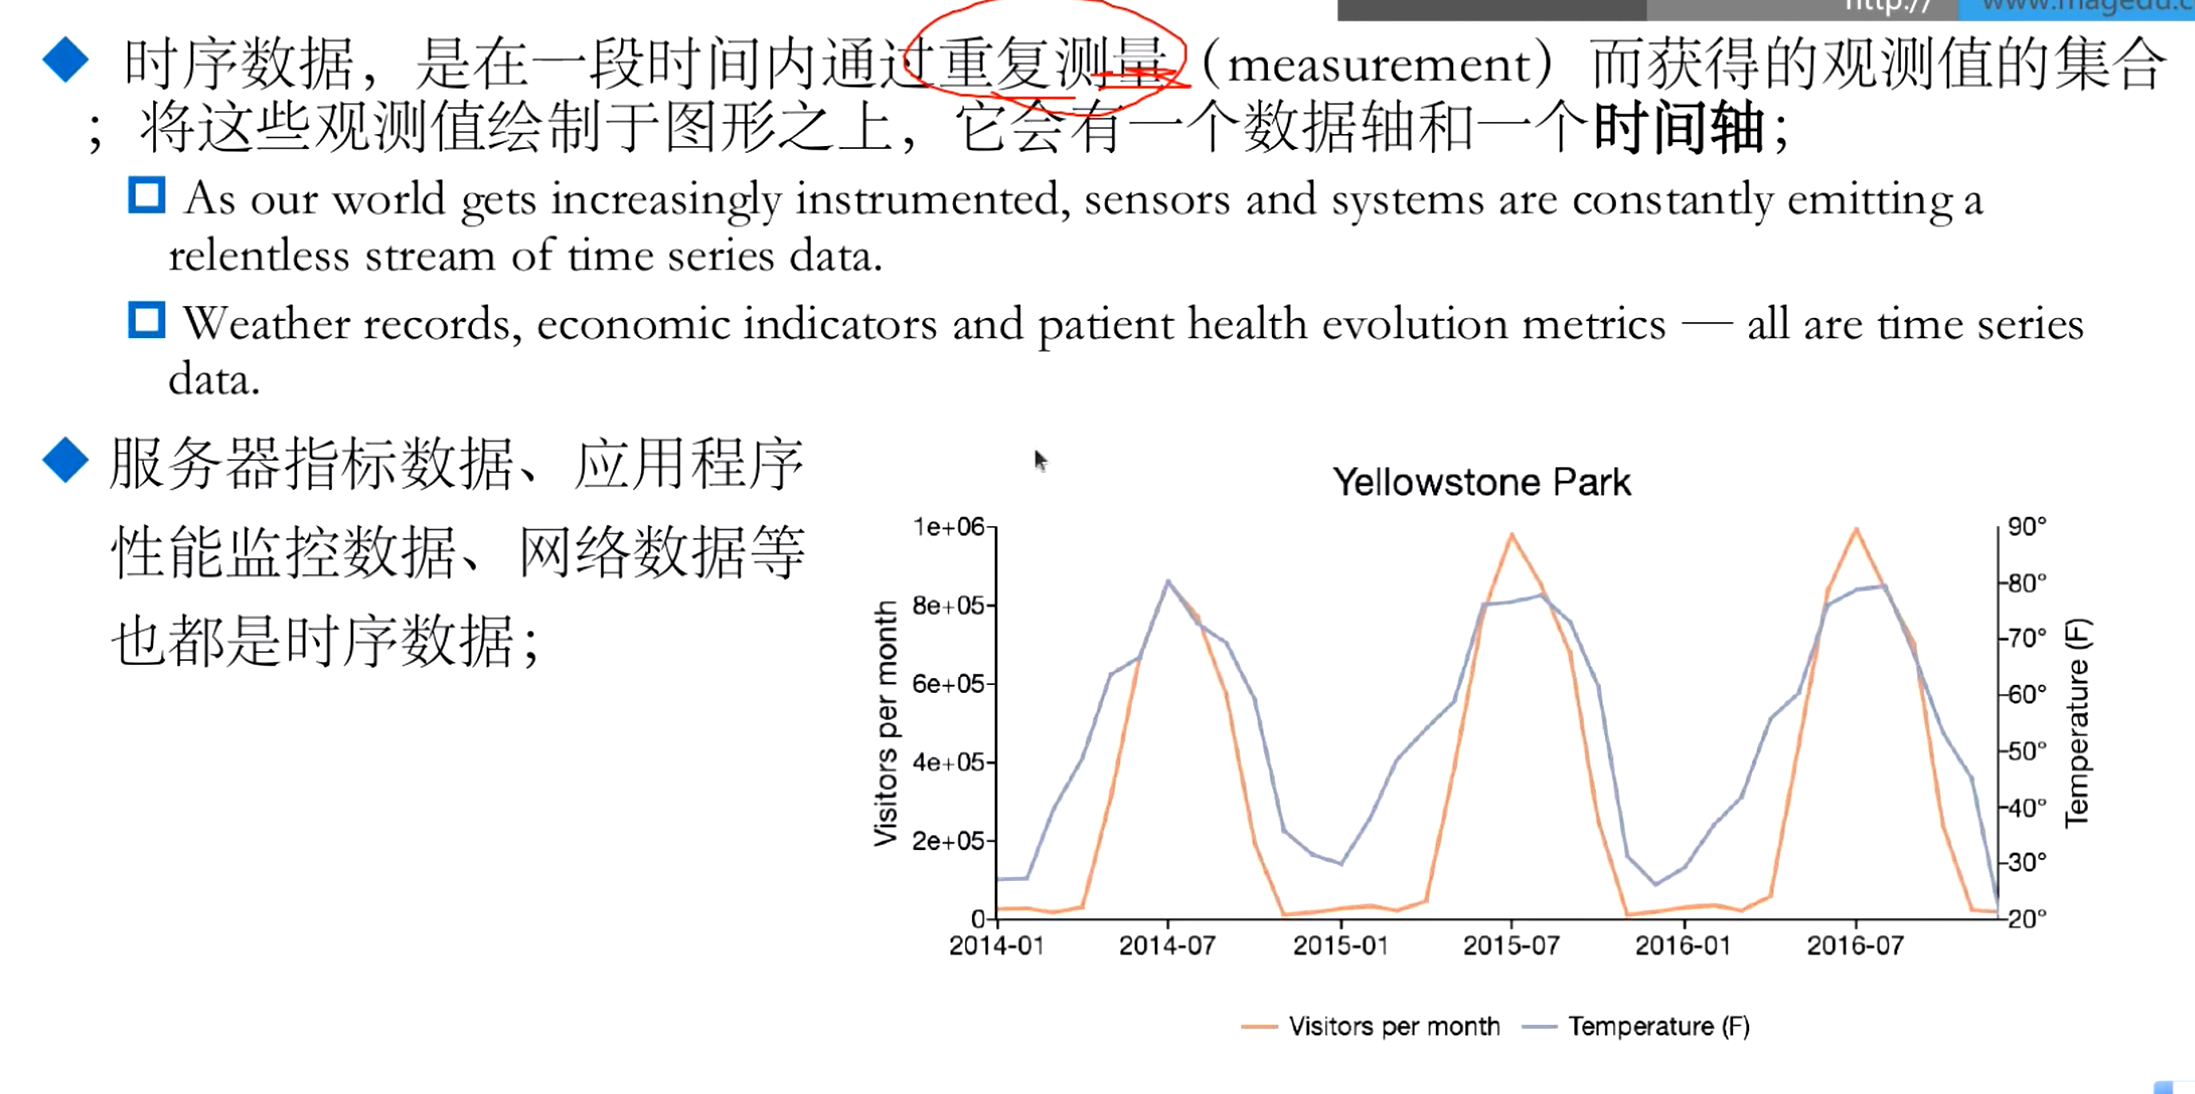 http:// www.magedu.c
时序数据，是在一段时间内通过重复测量（measurement）而获得的观测值的集合
；将这些观测值绘制于图形之上，它会有一个数据轴和一个时间轴；
As our world gets increasingly instrumented, sensors and systems are constantly emitting a
relentless stream of time series data.
Weather records, economic indicators and patient health evolution metrics — all are time series
data.
服务器指标数据、应用程序
性能监控数据、网络数据等
也都是时序数据；
Yellowstone Park
Visitors per month
1e+06
8e+05
6e+05
4e+05
2e+05
0
90°
80°
70°
60°
50°
40°
30°
20°
Temperature (F)
2014-01 2014-07 2015-01 2015-07 2016-01 2016-07
Visitors per month Temperature (F)